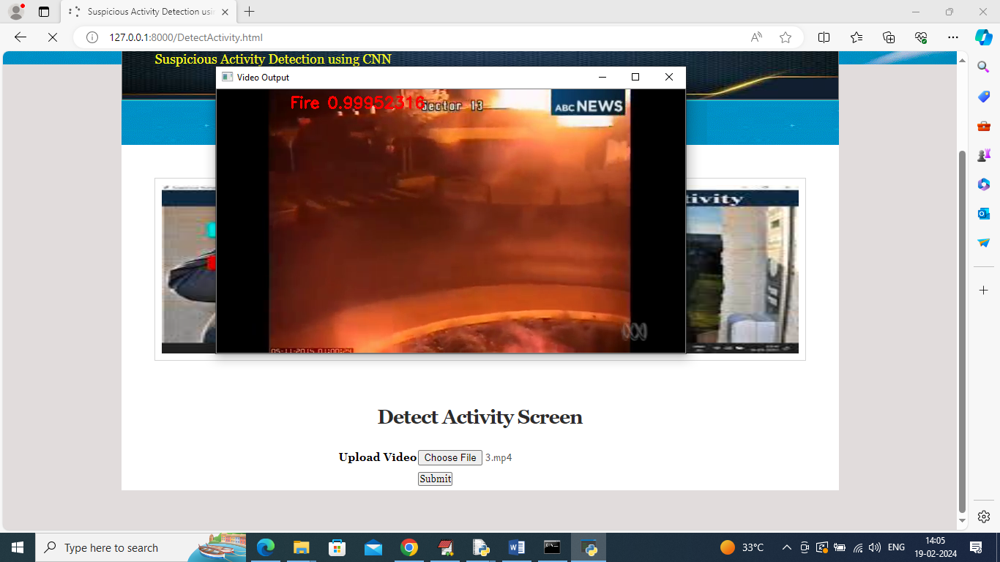 Suspicious Activity Detection usin
127.0.0.1:8000/DetectActivity.html
Suspicious Activity Detection using CNN
Video Output
Fire 0.99952316
Sector 13
abc NEWS
tivity
05-11-2015 01:00:29
Detect Activity Screen
Upload Video Choose File 3.mp4
Submit
Type here to search
33°C
ENG
14:05
19-02-2024